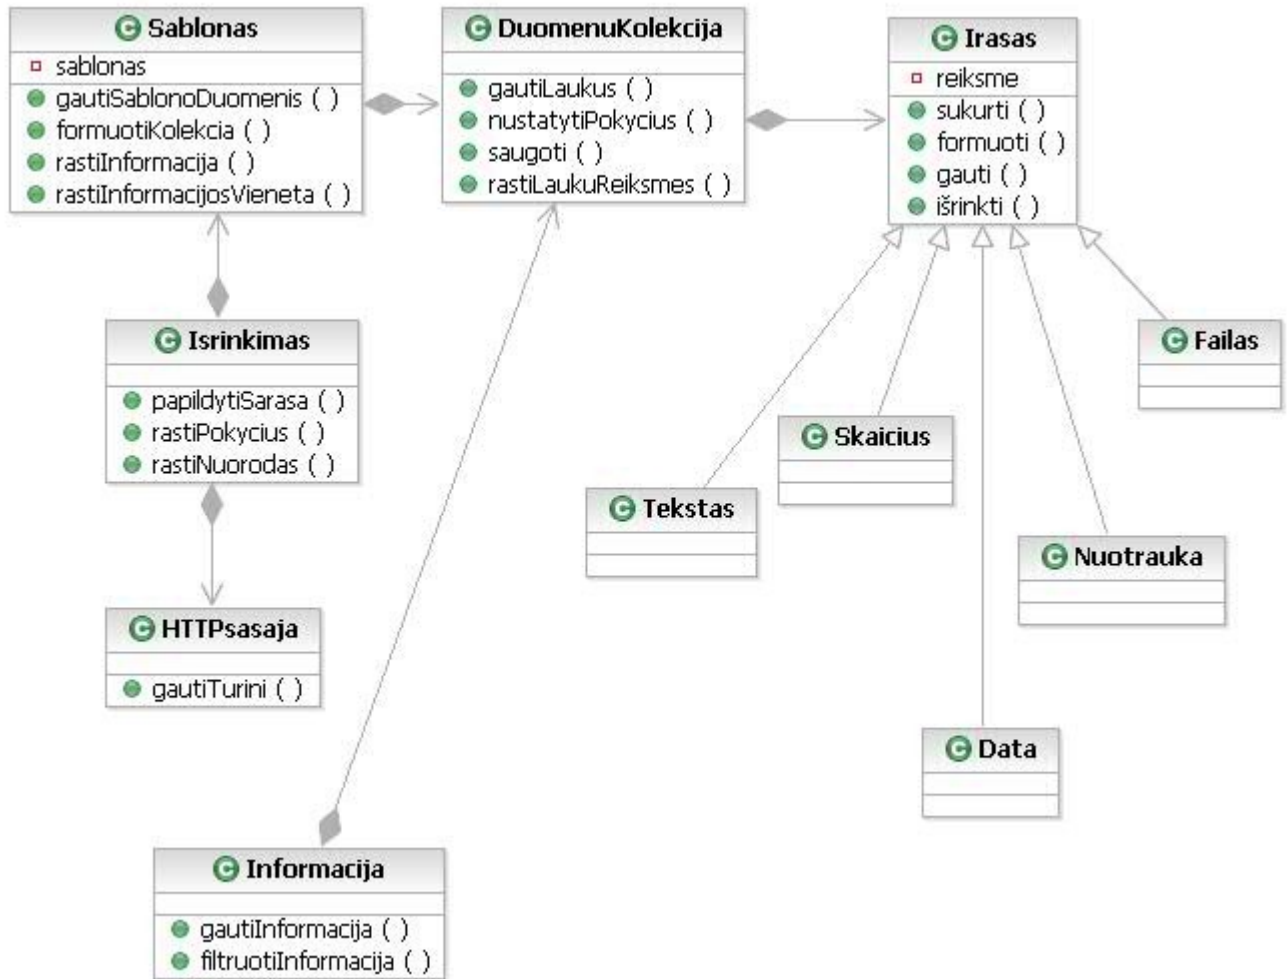 Sablonas
sablonas
gautiSablonoDuomenis ( )
formuotiKolekcia ( )
rastiInformacija ( )
rastiInformacijosVieneta ( )
DuomenuKolekcija
gautiLaukus ( )
nustatytiPokycius ( )
saugoti ( )
rastiLaukuReiksmes ( )
Irasas
reiksme
sukurti ( )
formuoti ( )
gauti ( )
išrinkti ( )
Isrinkimas
papildytiSarasa ( )
rastiPokycius ( )
rastiNuorodas ( )
Failas
Skaicius
Tekstas
Nuotrauka
HTTPsasaja
gautiTurini ( )
Data
Informacija
gautiInformacija ( )
filtruotiInformacija ( )